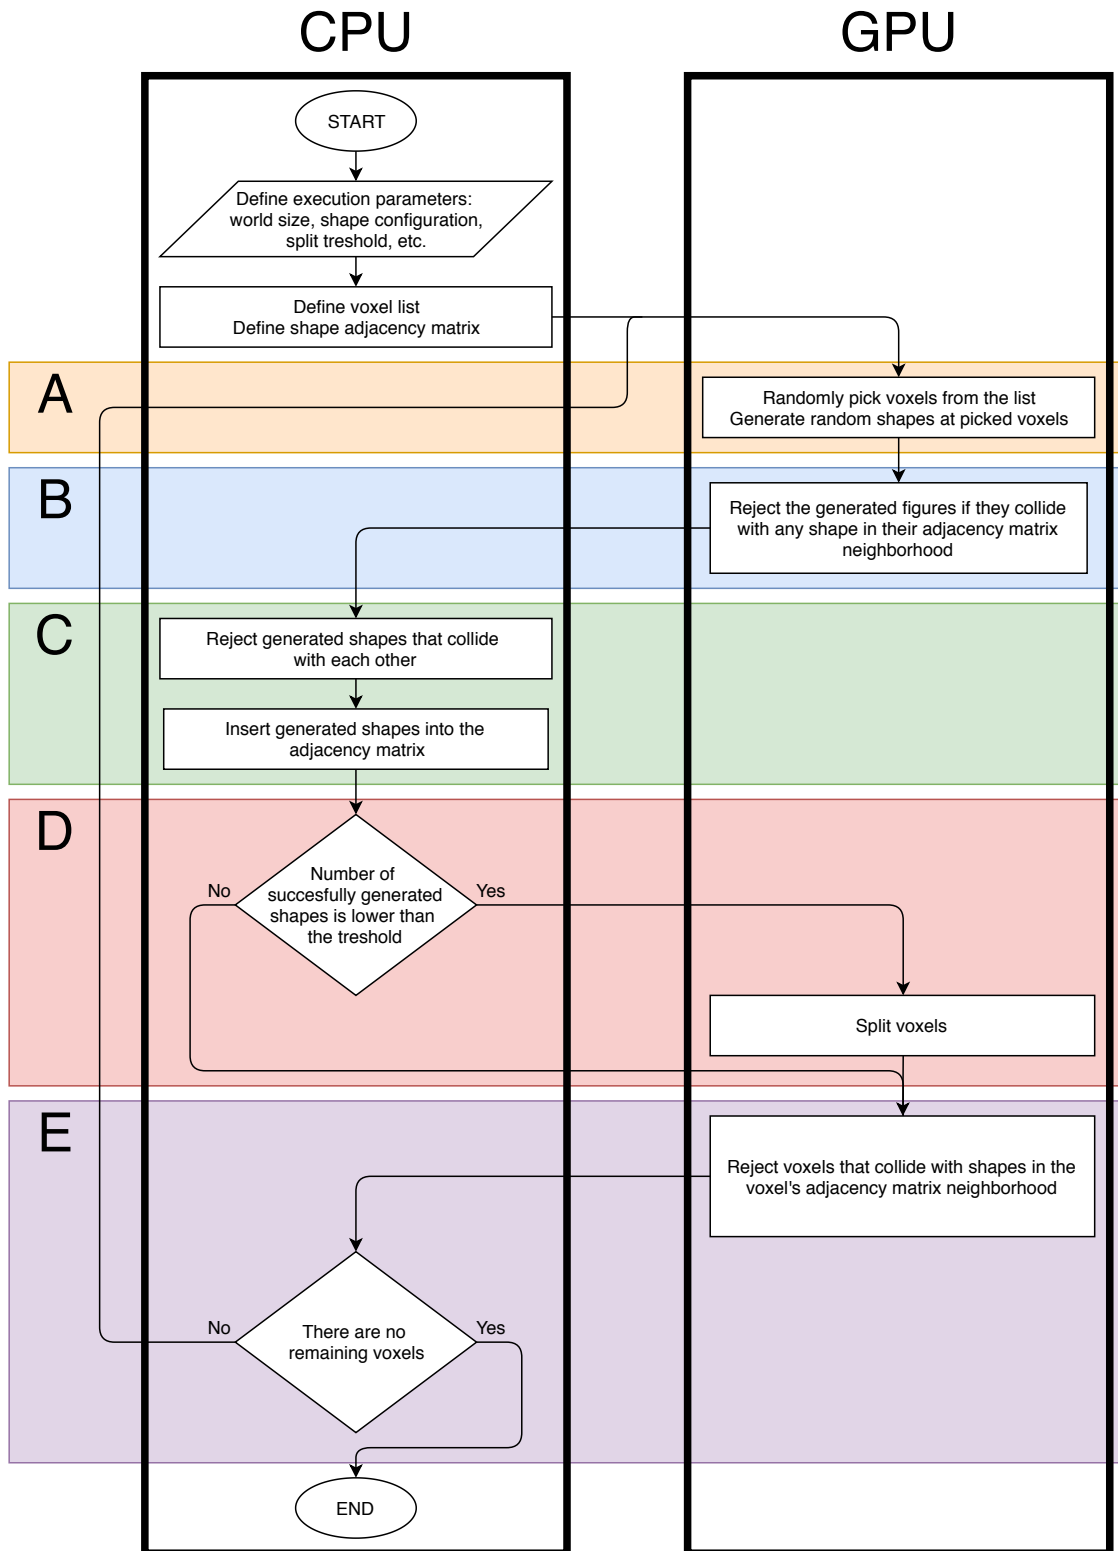 CPU
GPU
START
Define execution parameters:
world size, shape configuration,
split treshold, etc.
Define voxel list
Define shape adjacency matrix
A
Randomly pick voxels from the list
Generate random shapes at picked voxels
B
Reject the generated figures if they collide
with any shape in their adjacency matrix
neighborhood
C
Reject generated shapes that collide
with each other
Insert generated shapes into the
adjacency matrix
D
Number of
succesfully generated
shapes is lower than
the treshold
No
Yes
Split voxels
E
Reject voxels that collide with shapes in the
voxel's adjacency matrix neighborhood
No
Yes
There are no
remaining voxels
END